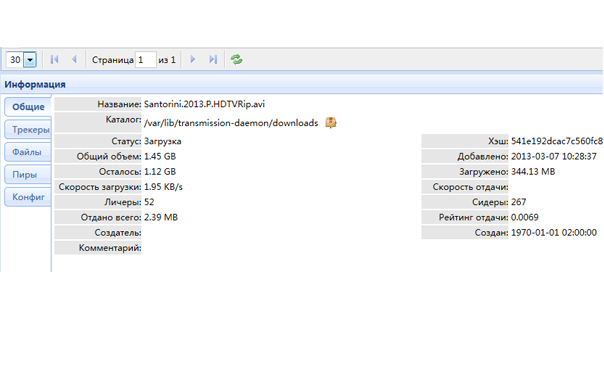 30 Страница 1 из 1
Информация
Общие
Трекеры
Файлы
Пиры
Конфиг
Название: Santorini.2013.P.HDTVRip.avi
Каталог: /var/lib/transmission-daemon/downloads
Статус: Загрузка Хэш: 541e192dcac7c560fc8
Общий объем: 1.45 GB Добавлено: 2013-03-07 10:28:37
Осталось: 1.12 GB Загружено: 344.13 MB
Скорость загрузки: 1.95 KB/s Скорость отдачи:
Личеры: 52 Сидеры: 267
Отдано всего: 2.39 MB Рейтинг отдачи: 0.0069
Создатель: Создан: 1970-01-01 02:00:00
Комментарий: